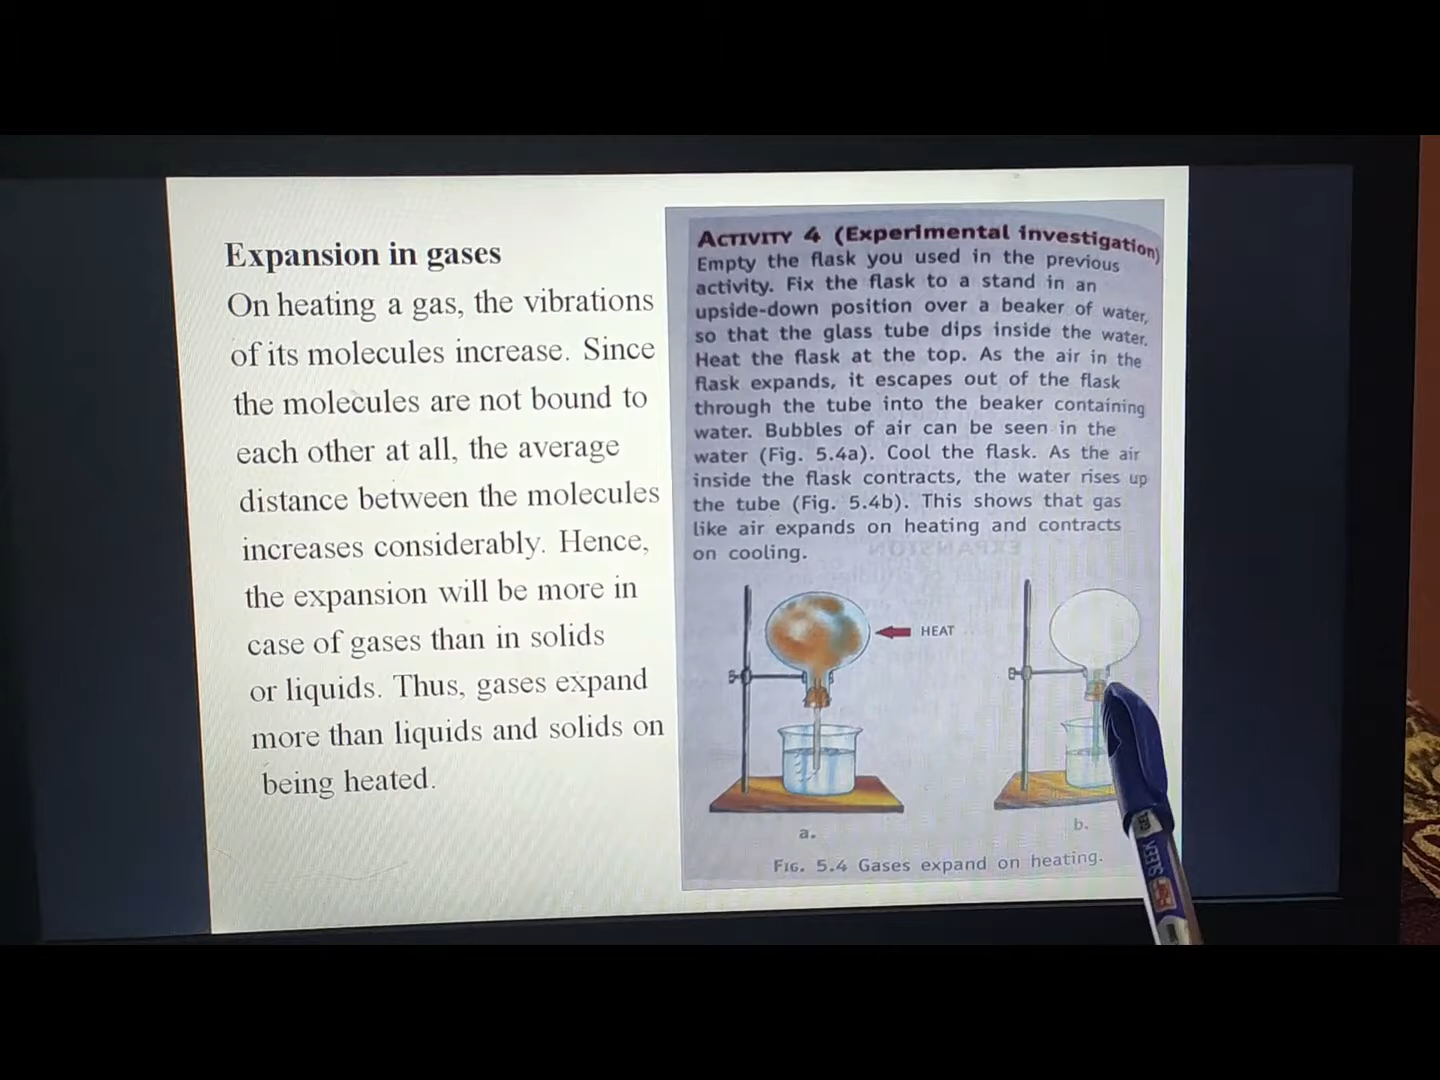 Expansion in gases
On heating a gas, the vibrations
of its molecules increase. Since
the molecules are not bound to
each other at all, the average
distance between the molecules
increases considerably. Hence,
the expansion will be more in
case of gases than in solids
or liquids. Thus, gases expand
more than liquids and solids on
being heated.
ACTIVITY 4 (Experimental investigation)
Empty the flask you used in the previous
activity. Fix the flask to a stand in an
upside-down position over a beaker of water,
so that the glass tube dips inside the water.
Heat the flask at the top. As the air in the
flask expands, it escapes out of the flask
through the tube into the beaker containing
water. Bubbles of air can be seen in the
water (Fig. 5.4a). Cool the flask. As the air
inside the flask contracts, the water rises up
the tube (Fig. 5.4b). This shows that gas
like air expands on heating and contracts
on cooling.
EXPANSION
HEAT
a.
b.
FIG. 5.4 Gases expand on heating.
SLEEK